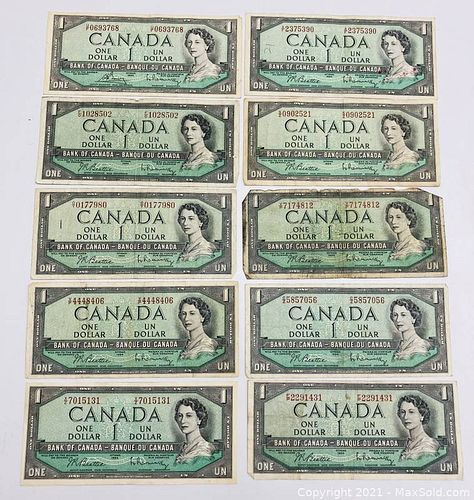 0693768 0693768
CANADA
ONE DOLLAR 1 UN DOLLAR
BANK OF CANADA - BANQUE DU CANADA
ONE UN
2375390 2375390
CANADA
ONE DOLLAR 1 UN DOLLAR
BANK OF CANADA - BANQUE DU CANADA
ONE UN
1028502 1028502
CANADA
ONE DOLLAR 1 UN DOLLAR
BANK OF CANADA - BANQUE DU CANADA
ONE UN
0902521 0902521
CANADA
ONE DOLLAR 1 UN DOLLAR
BANK OF CANADA - BANQUE DU CANADA
ONE UN
0177980 0177980
CANADA
ONE DOLLAR 1 UN DOLLAR
BANK OF CANADA - BANQUE DU CANADA
ONE UN
7174812 7174812
CANADA
ONE DOLLAR 1 UN DOLLAR
BANK OF CANADA - BANQUE DU CANADA
ONE UN
4448406 4448406
CANADA
ONE DOLLAR 1 UN DOLLAR
BANK OF CANADA - BANQUE DU CANADA
ONE UN
5857056 5857056
CANADA
ONE DOLLAR 1 UN DOLLAR
BANK OF CANADA - BANQUE DU CANADA
ONE UN
7015131 7015131
CANADA
ONE DOLLAR 1 UN DOLLAR
BANK OF CANADA - BANQUE DU CANADA
ONE UN
2291431 2291431
CANADA
ONE DOLLAR 1 UN DOLLAR
BANK OF CANADA - BANQUE DU CANADA
ONE UN
Copyright 2021 - MaxSold.com